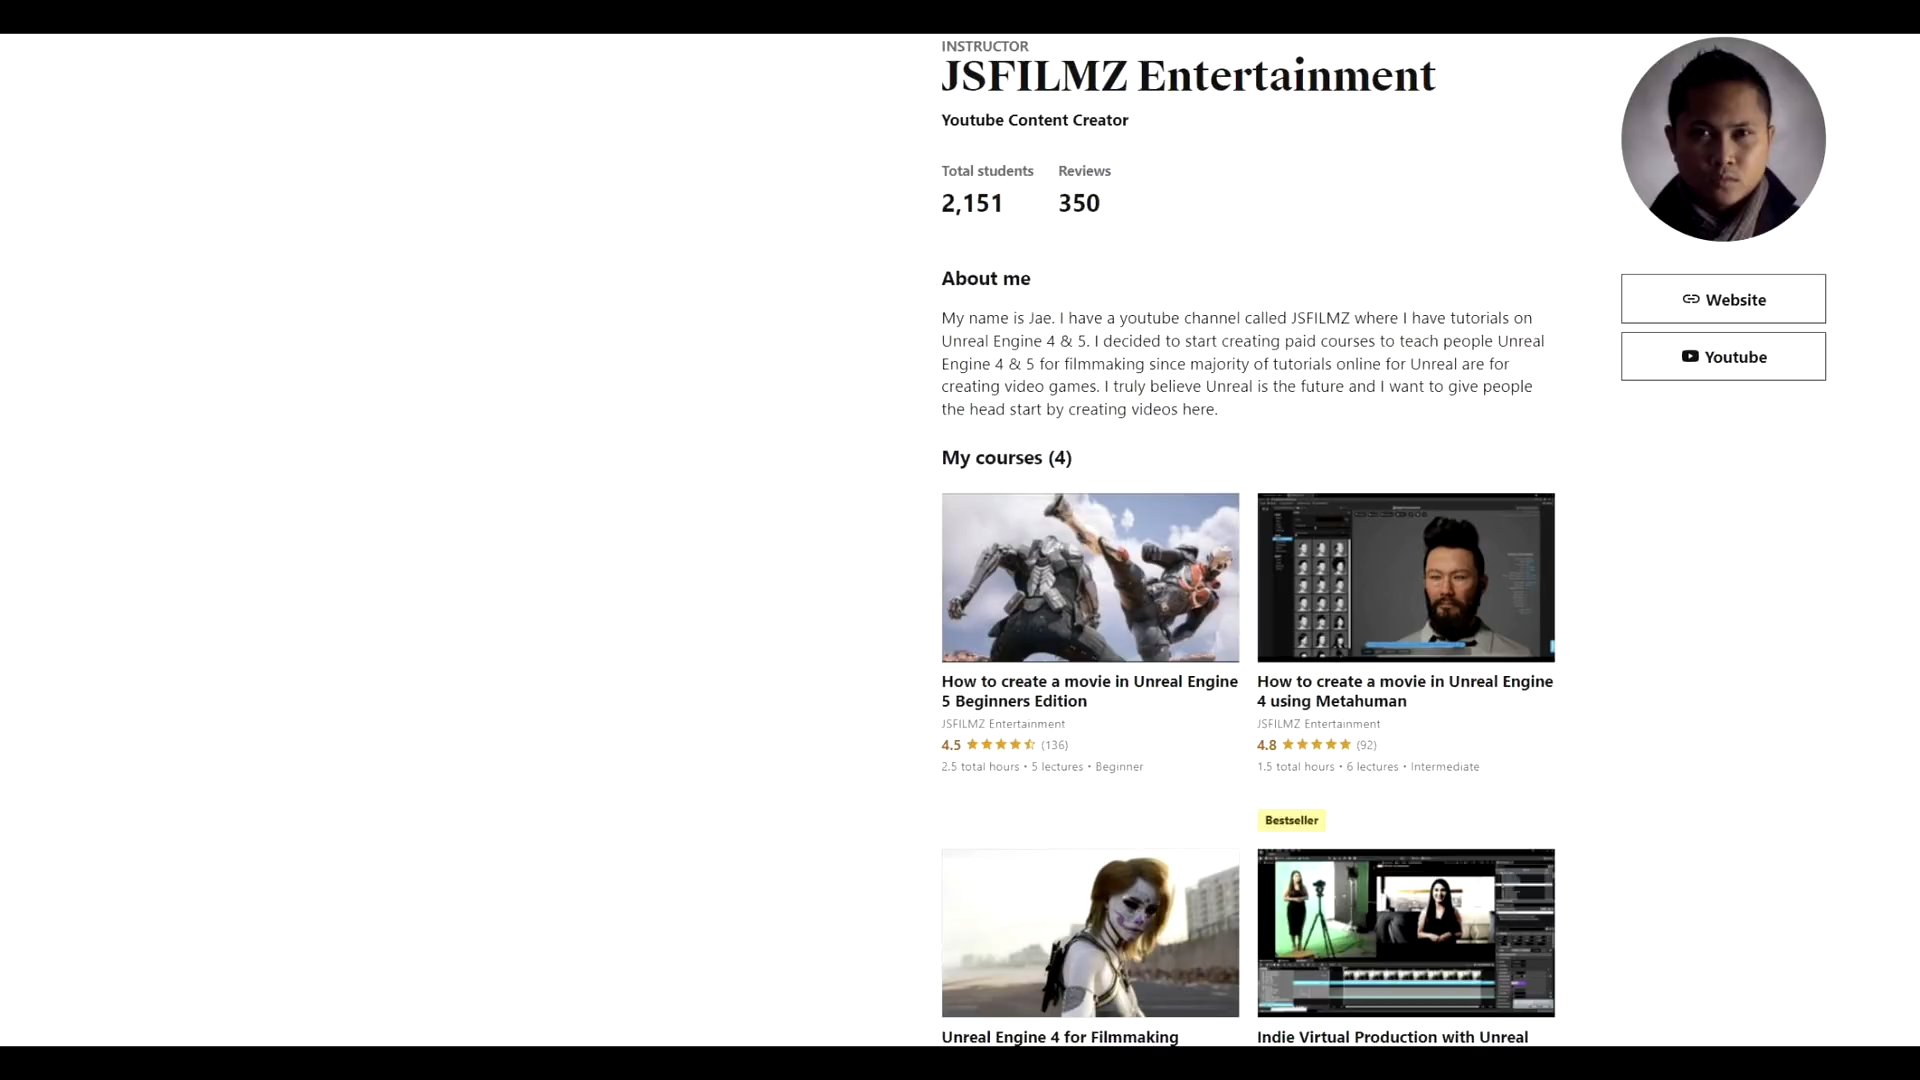 INSTRUCTOR
JSFILMZ Entertainment
Youtube Content Creator
Total students
Reviews
2,151
350
Website
Youtube
About me
My name is Jae. I have a youtube channel called JSFILMZ where I have tutorials on
Unreal Engine 4 & 5. I decided to start creating paid courses to teach people Unreal
Engine 4 & 5 for filmmaking since majority of tutorials online for Unreal are for
creating video games. I truly believe Unreal is the future and I want to give people
the head start by creating videos here.
My courses (4)
How to create a movie in Unreal Engine
5 Beginners Edition
JSFILMZ Entertainment
4.5 (136)
2.5 total hours • 5 lectures • Beginner
How to create a movie in Unreal Engine
4 using Metahuman
JSFILMZ Entertainment
4.8 (92)
1.5 total hours • 6 lectures • Intermediate
Bestseller
Unreal Engine 4 for Filmmaking
Indie Virtual Production with Unreal